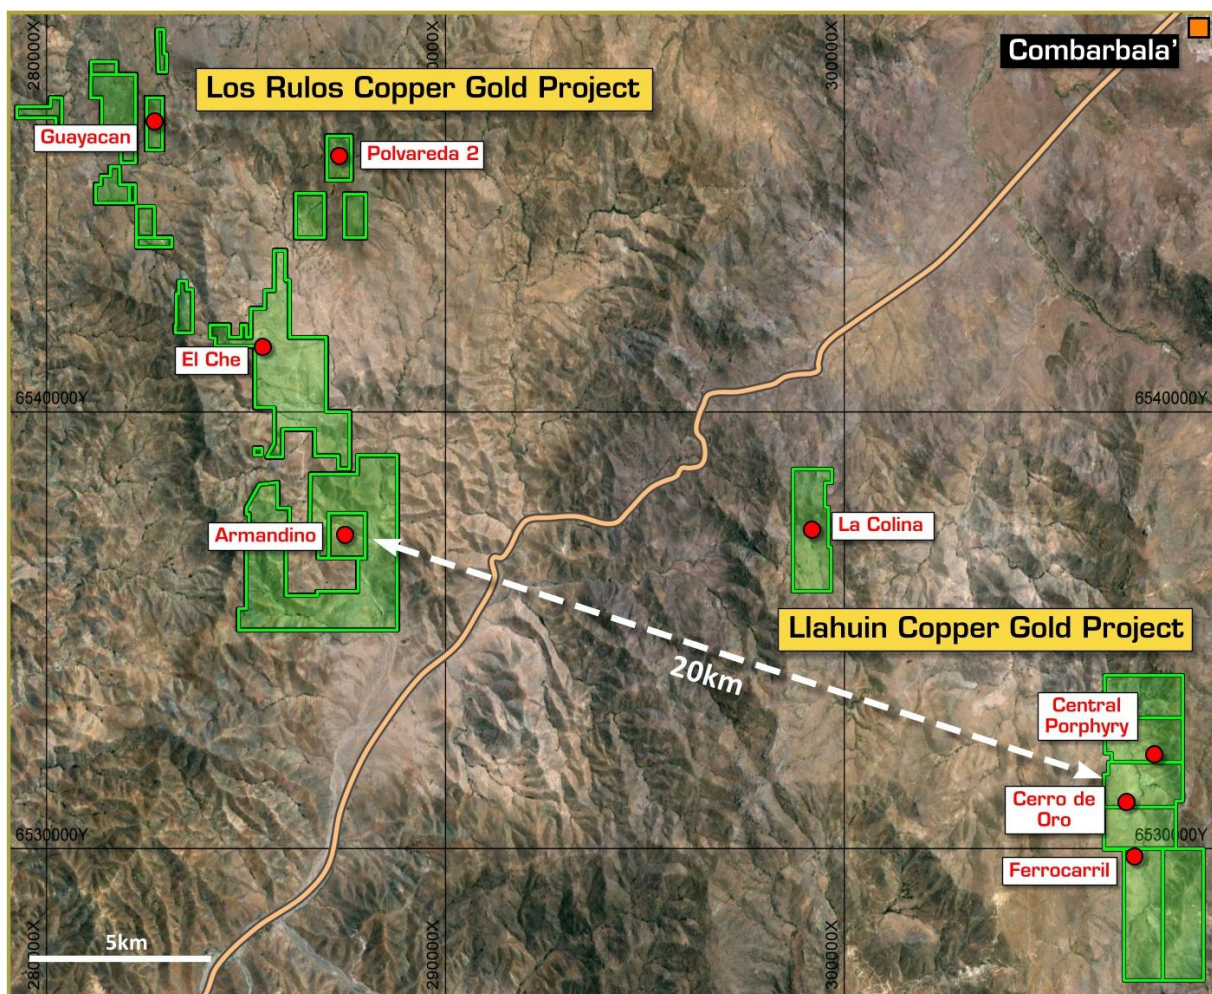 280000X
290000X
300000X
Combarbala'
Los Rulos Copper Gold Project
Guayacan
Polvareda 2
El Che
6540000Y
6540000Y
Armandino
La Colina
Llahuin Copper Gold Project
20km
Central
Porphyry
Cerro de
Oro
6530000Y
6530000Y
Ferrocarril
5km
280000X
290000X
300000X